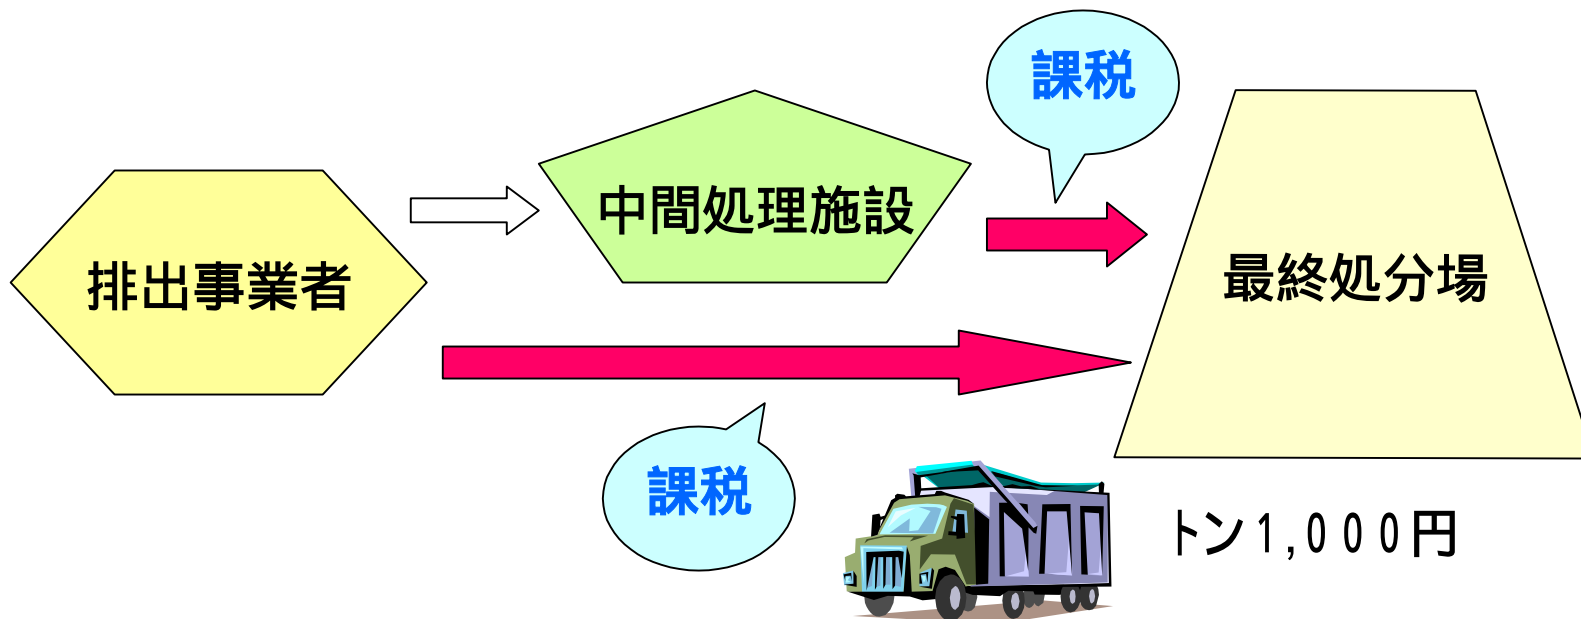 課税
中間処理施設
排出事業者
最終処分場
課税
トン1,000円